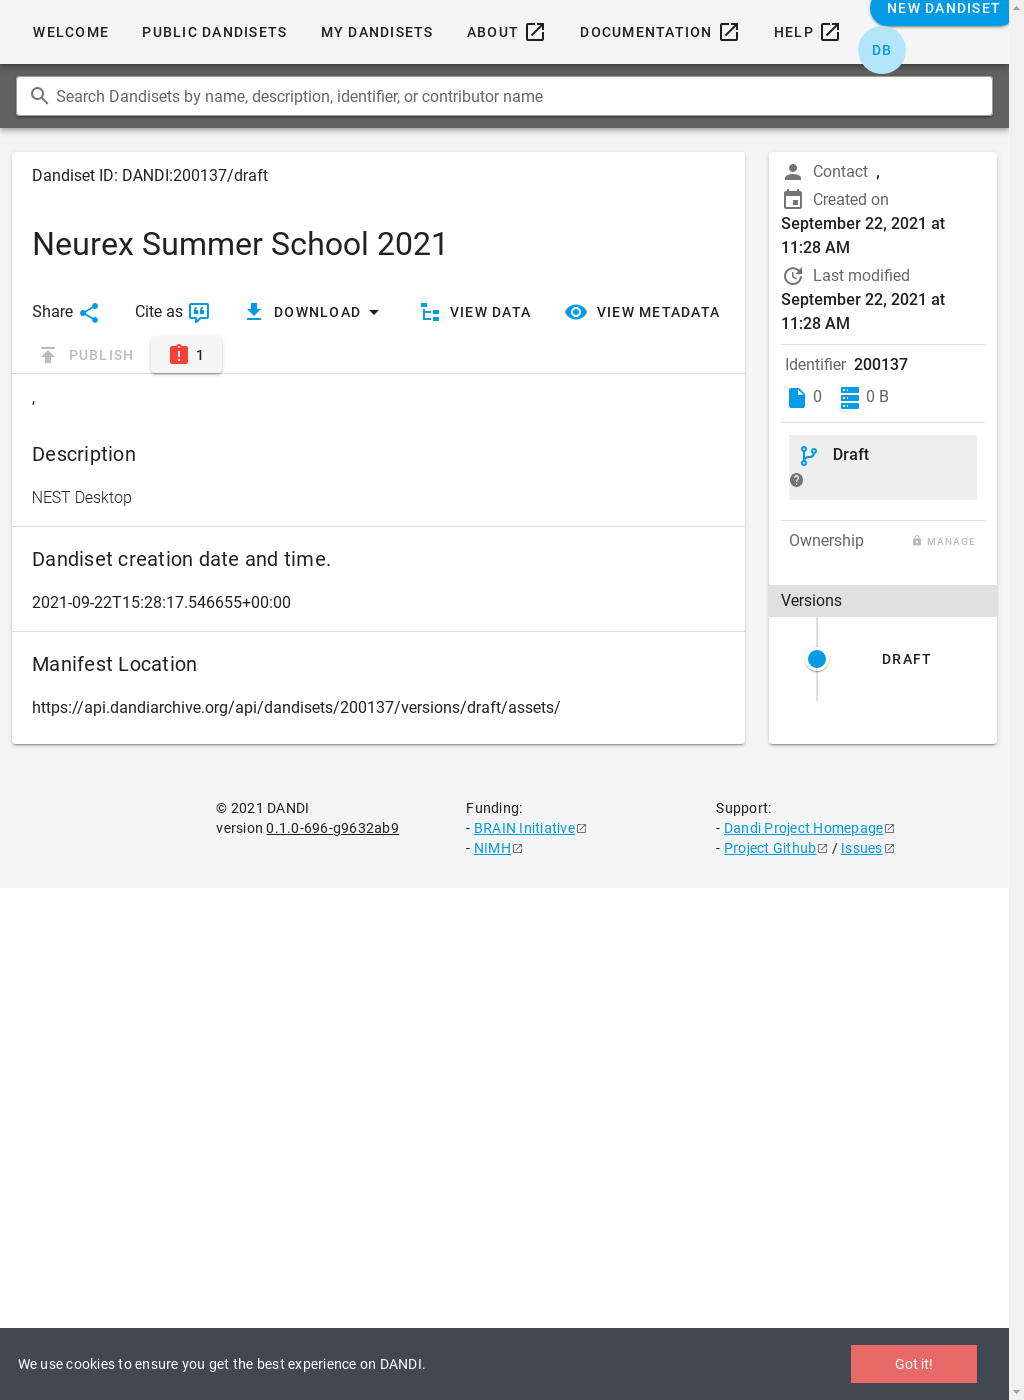 WELCOME
PUBLIC DANDISETS
MY DANDISETS
ABOUT
DOCUMENTATION
HELP
NEW DANDISET
DB
Search Dandisets by name, description, identifier, or contributor name
Dandiset ID: DANDI:200137/draft
Neurex Summer School 2021
Share
Cite as
DOWNLOAD
VIEW DATA
VIEW METADATA
PUBLISH
1
,
Description
NEST Desktop
Dandiset creation date and time.
2021-09-22T15:28:17.546655+00:00
Manifest Location
https://api.dandiarchive.org/api/dandisets/200137/versions/draft/assets/
Contact ,
Created on
September 22, 2021 at
11:28 AM
Last modified
September 22, 2021 at
11:28 AM
Identifier 200137
0
0 B
Draft
Ownership
MANAGE
Versions
DRAFT
© 2021 DANDI
version 0.1.0-696-g9632ab9
Funding:
- BRAIN Initiative
- NIMH
Support:
- Dandi Project Homepage
- Project Github / Issues
We use cookies to ensure you get the best experience on DANDI.
Got it!